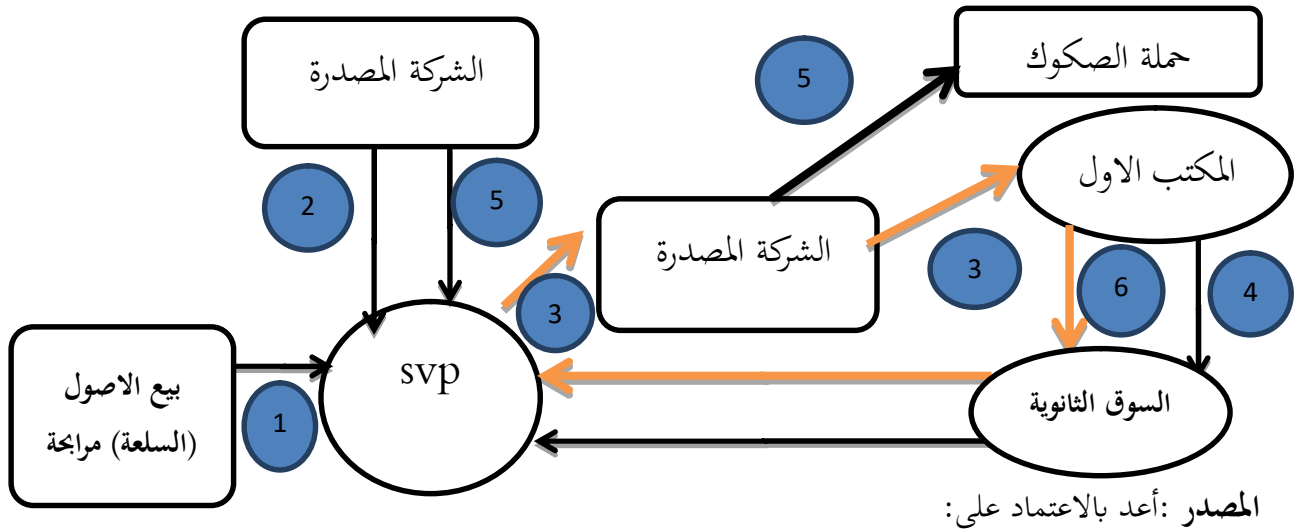 الشركة المصدرة
حملة الصكوك
5
المكتب الاول
2
5
الشركة المصدرة
3
6
4
3
svp
بيع الاصول
(السلعة) مرابحة
1
السوق الثانوية
المصدر :أعد بالاعتماد على: